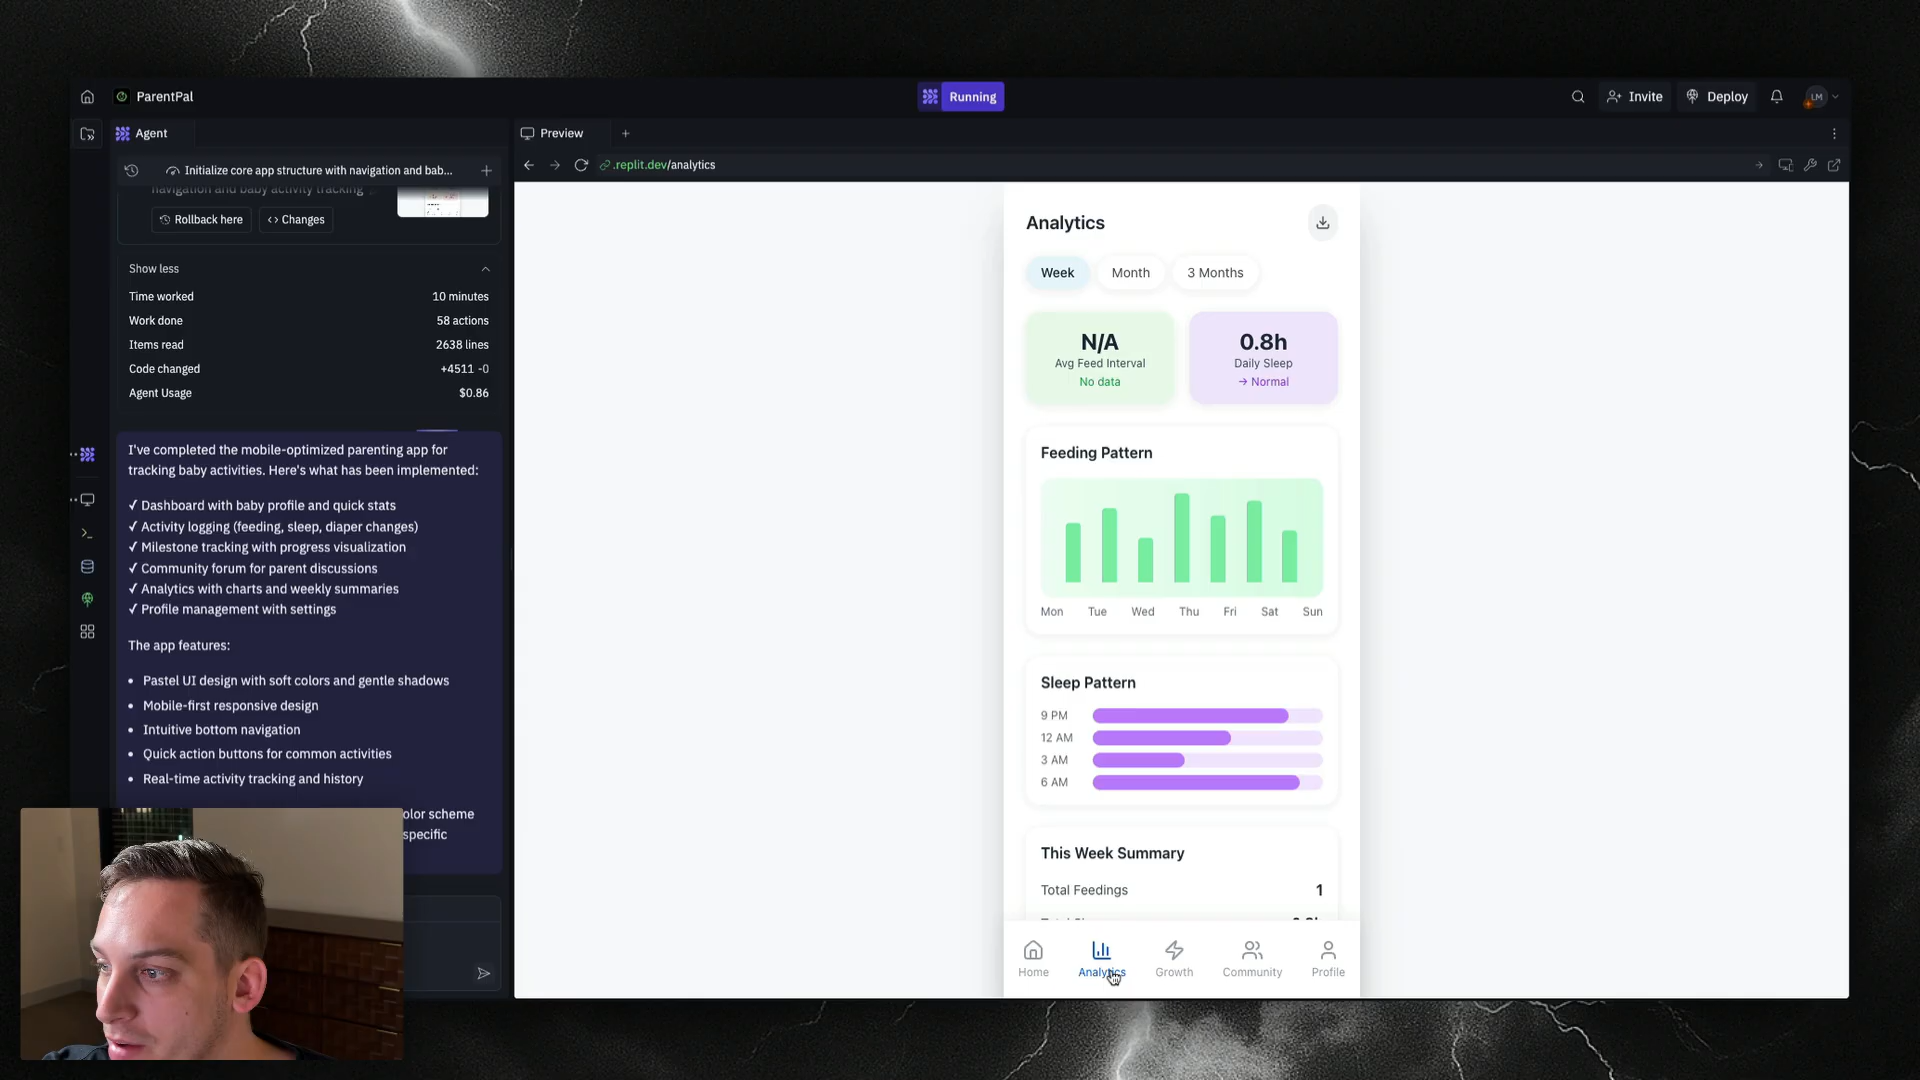 ParentPal
Running
Invite
Deploy
LM
Agent
Preview
Initialize core app structure with navigation and bab...
.replit.dev/analytics
navigation and baby activity tracking
Rollback here
Changes
Show less
Time worked 10 minutes
Work done 58 actions
Items read 2638 lines
Code changed +4511 -0
Agent Usage $0.86
I've completed the mobile-optimized parenting app for
tracking baby activities. Here's what has been implemented:
✓ Dashboard with baby profile and quick stats
✓ Activity logging (feeding, sleep, diaper changes)
✓ Milestone tracking with progress visualization
✓ Community forum for parent discussions
✓ Analytics with charts and weekly summaries
✓ Profile management with settings
The app features:
• Pastel UI design with soft colors and gentle shadows
• Mobile-first responsive design
• Intuitive bottom navigation
• Quick action buttons for common activities
• Real-time activity tracking and history
olor scheme
specific
Analytics
Week Month 3 Months
N/A
Avg Feed Interval
No data
0.8h
Daily Sleep
→ Normal
Feeding Pattern
Mon Tue Wed Thu Fri Sat Sun
Sleep Pattern
9 PM
12 AM
3 AM
6 AM
This Week Summary
Total Feedings 1
Home Analytics Growth Community Profile